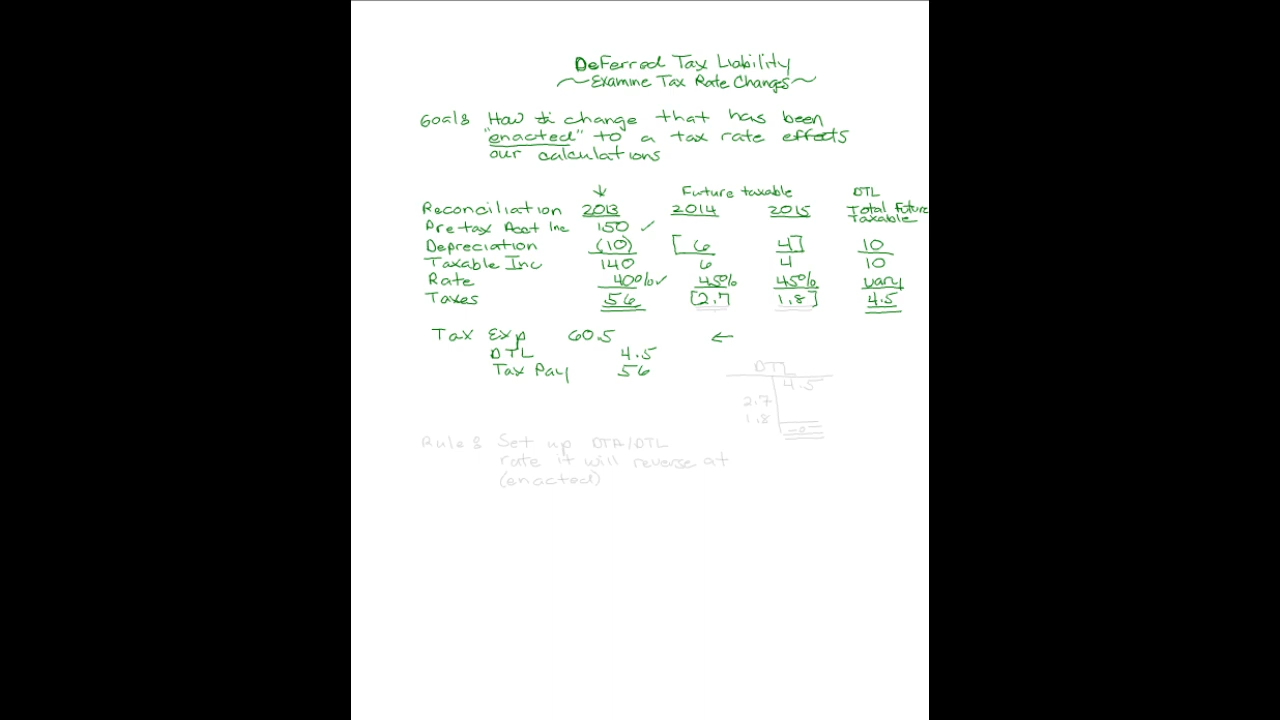 Deferred Tax Liability
~Examine Tax Rate Changes~
Goal: How change that has been
"enacted" to a tax rate effects
our calculations
↓ Future taxable DTL
Reconciliation 2013 2014 2015 Total Future
Taxable
Pretax Acct Inc 150 ✓
Depreciation (10) [6 4] 10
Taxable Inc 140 6 4 10
Rate 40% ✓ 45% 45% vary
Taxes 56 [2.7 1.8] 4.5
Tax Exp 60.5 ←
DTL 4.5
Tax Pay 56
DTL
4.5
2.7
1.8
-0-
Rule: Set up DTA/DTL
rate it will reverse at
(enacted)